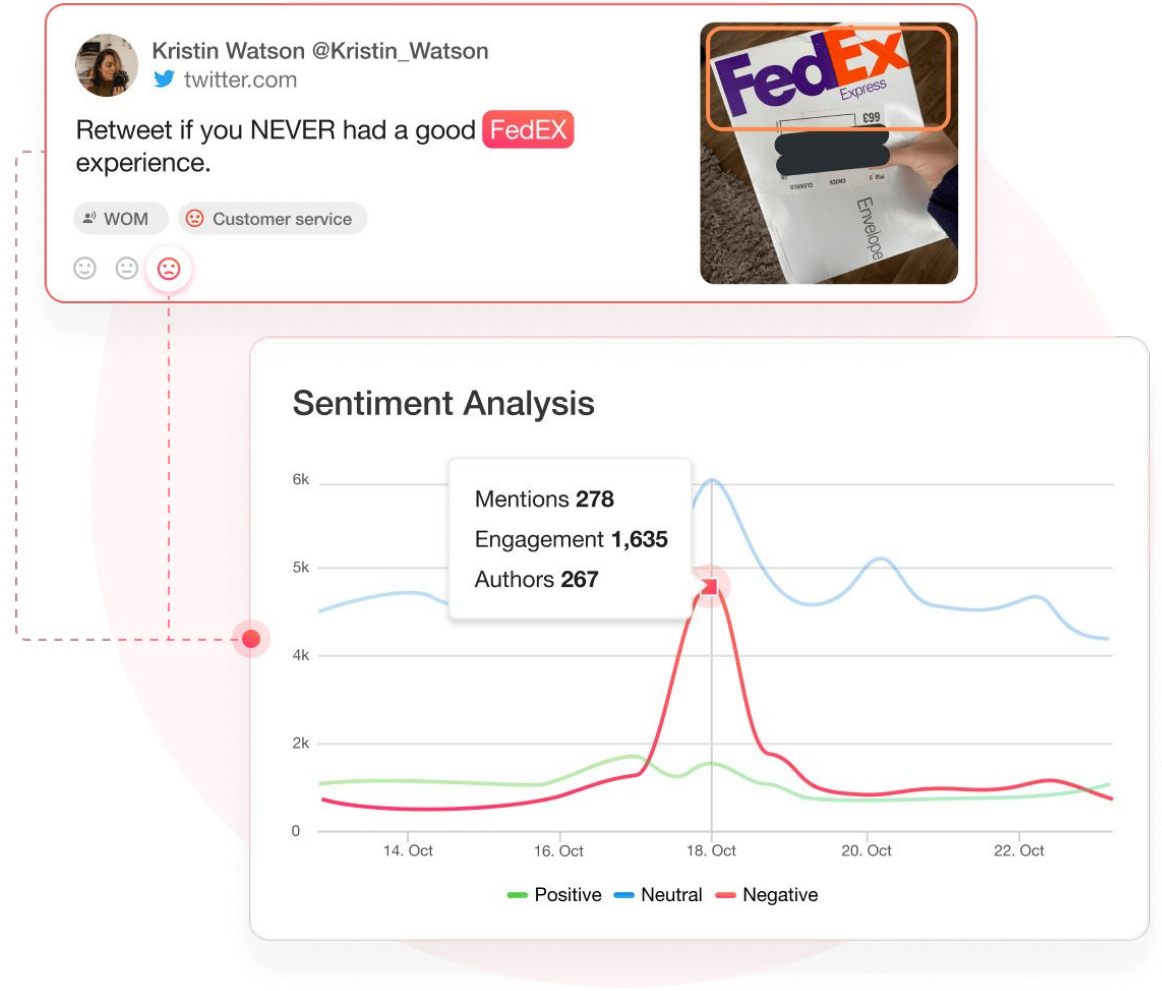 Kristin Watson @Kristin_Watson
twitter.com
Retweet if you NEVER had a good FedEX
experience.
WOM
Customer service
FedEx
Express
663
Envelope
Sentiment Analysis
6k
5k
4k
2k
0
Mentions 278
Engagement 1,635
Authors 267
14. Oct
16. Oct
18. Oct
20. Oct
22. Oct
Positive
Neutral
Negative